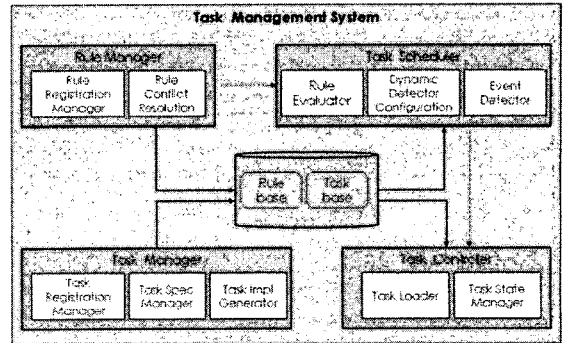 Task Management System
Rule Manager
Rule
Registration
Manager
Rule
Conflict
Resolution
Task Scheduler
Rule
Evaluator
Dynamic
Detector
Configuration
Event
Detector
Rule
base
Task
base
Task Manager
Task
Registration
Manager
Task Spec
Manager
Task Impl
Generator
Task Controler
Task Loader
Task State
Manager